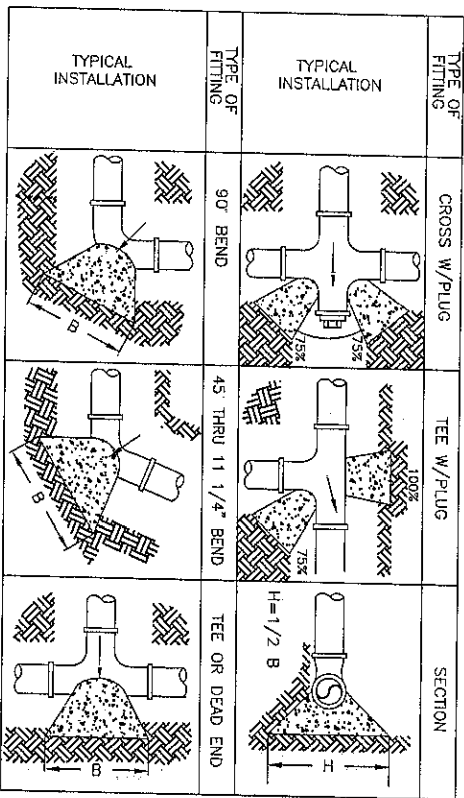 TYPE OF
FITTING
CROSS W/PLUG
TEE W/PLUG
SECTION
TYPICAL
INSTALLATION
75%
75%
100%
75%
H=1/2 B
H
TYPE OF
FITTING
90° BEND
45° THRU 11 1/4° BEND
TEE OR DEAD END
TYPICAL
INSTALLATION
B
B
B